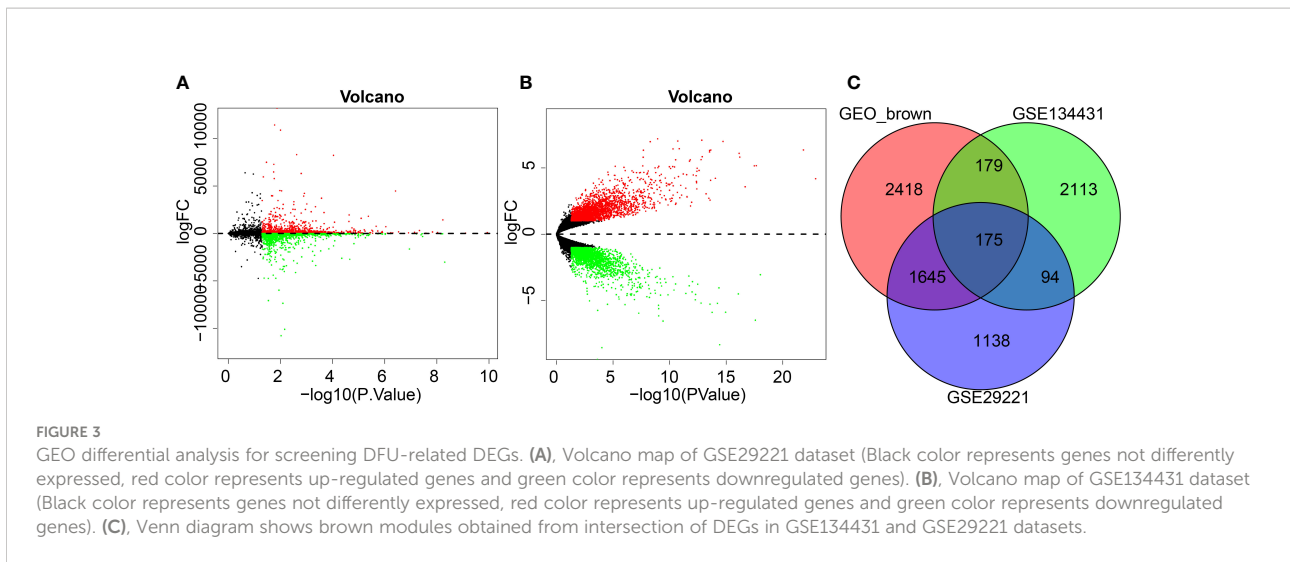 A
Volcano
logFC
10000
5000
0
−5000
−10000
0 2 4 6 8 10
−log10(P.Value)
B
Volcano
logFC
5
0
−5
0 5 10 15 20
−log10(PValue)
C
GEO_brown
GSE134431
179
2418
2113
175
1645
94
1138
GSE29221
FIGURE 3
GEO differential analysis for screening DFU-related DEGs. (A), Volcano map of GSE29221 dataset (Black color represents genes not differently
expressed, red color represents up-regulated genes and green color represents downregulated genes). (B), Volcano map of GSE134431 dataset
(Black color represents genes not differently expressed, red color represents up-regulated genes and green color represents downregulated
genes). (C), Venn diagram shows brown modules obtained from intersection of DEGs in GSE134431 and GSE29221 datasets.